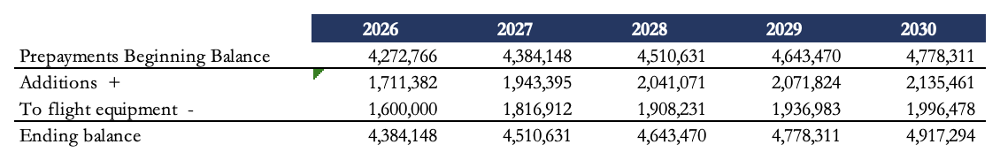 2026 2027 2028 2029 2030
Prepayments Beginning Balance 4,272,766 4,384,148 4,510,631 4,643,470 4,778,311
Additions + 1,711,382 1,943,395 2,041,071 2,071,824 2,135,461
To flight equipment - 1,600,000 1,816,912 1,908,231 1,936,983 1,996,478
Ending balance 4,384,148 4,510,631 4,643,470 4,778,311 4,917,294